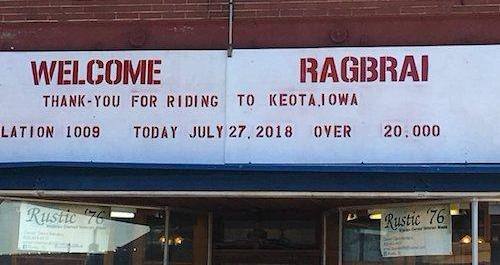 WELCOME RAGBRAI
THANK-YOU FOR RIDING TO KEOTA,IOWA
LATION 1009 TODAY JULY 27, 2018 OVER 20,000
Rustic '76
Rustic '76